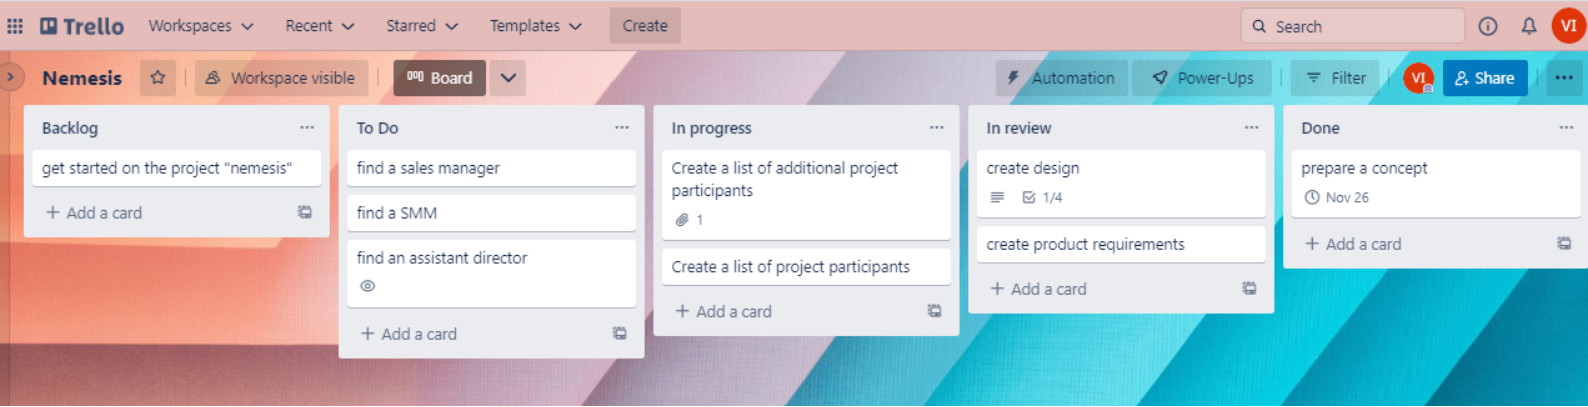 Trello Workspaces Recent Starred Templates Create Search VI
Nemesis Workspace visible Board Automation Power-Ups Filter VI Share
Backlog
get started on the project "nemesis"
+ Add a card
To Do
find a sales manager
find a SMM
find an assistant director
+ Add a card
In progress
Create a list of additional project
participants
1
Create a list of project participants
+ Add a card
In review
create design
1/4
create product requirements
+ Add a card
Done
prepare a concept
Nov 26
+ Add a card